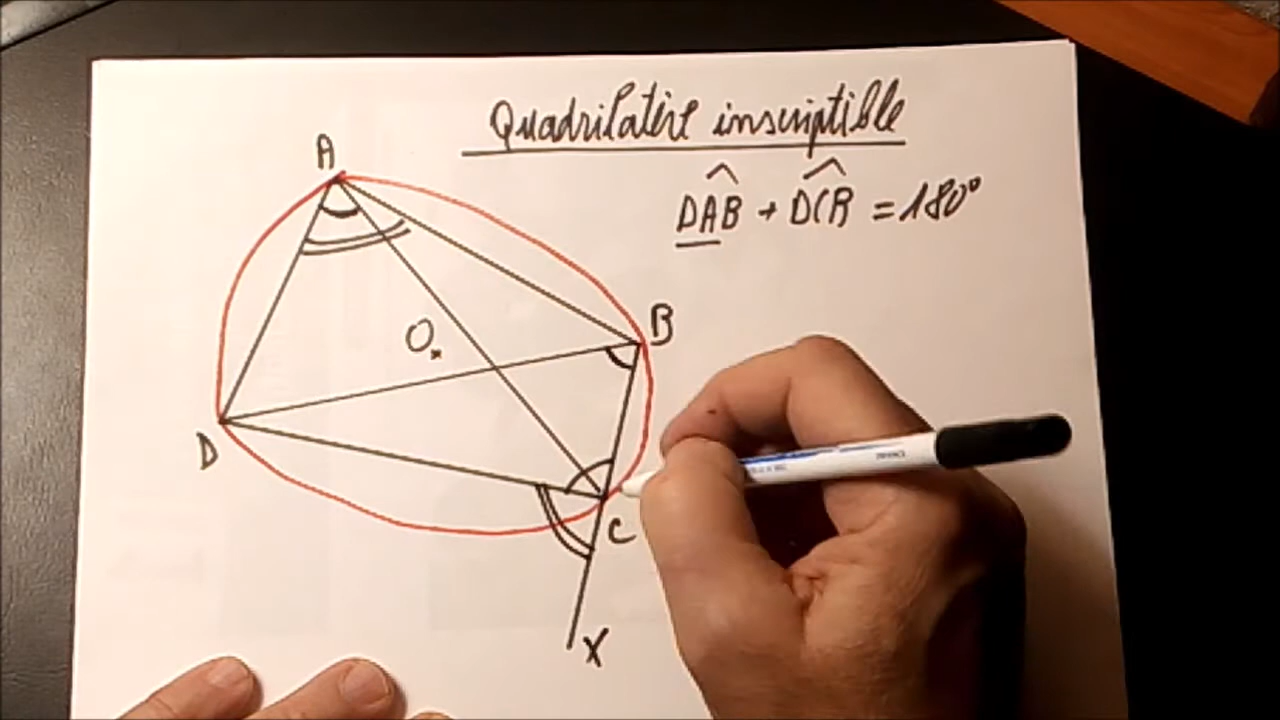 Quadrilatère inscriptible
DAB + DCB = 180°
A
B
O
D
C
X